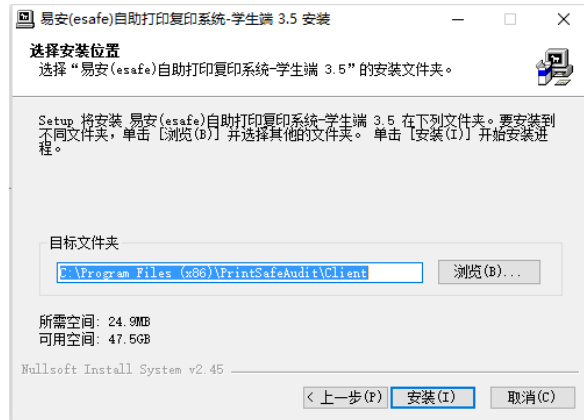 易安(esafe)自助打印复印系统-学生端 3.5 安装
选择安装位置
选择“易安(esafe)自助打印复印系统-学生端 3.5”的安装文件夹。
Setup 将安装 易安(esafe)自助打印复印系统-学生端 3.5 在下列文件夹。要安装到
不同文件夹，单击 [浏览(B)] 并选择其他的文件夹。 单击 [安装(I)] 开始安装进
程。
目标文件夹
C:\Program Files (x86)\PrintSafeAudit\Client
浏览(B)...
所需空间: 24.9MB
可用空间: 47.5GB
Nullsoft Install System v2.45
< 上一步(P) 安装(I) 取消(C)